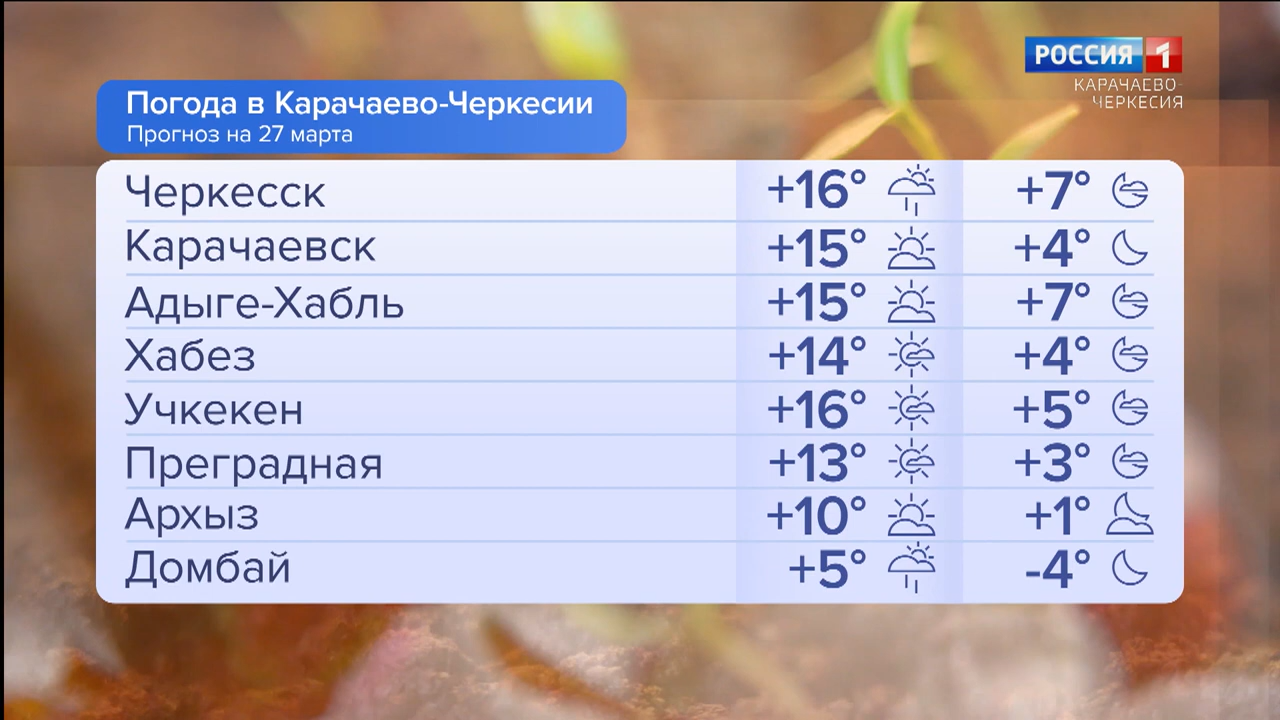 РОССИЯ 1
КАРАЧАЕВО-
ЧЕРКЕСИЯ
Погода в Карачаево-Черкесии
Прогноз на 27 марта
Черкесск +16° +7°
Карачаевск +15° +4°
Адыге-Хабль +15° +7°
Хабез +14° +4°
Учкекен +16° +5°
Преградная +13° +3°
Архыз +10° +1°
Домбай +5° -4°